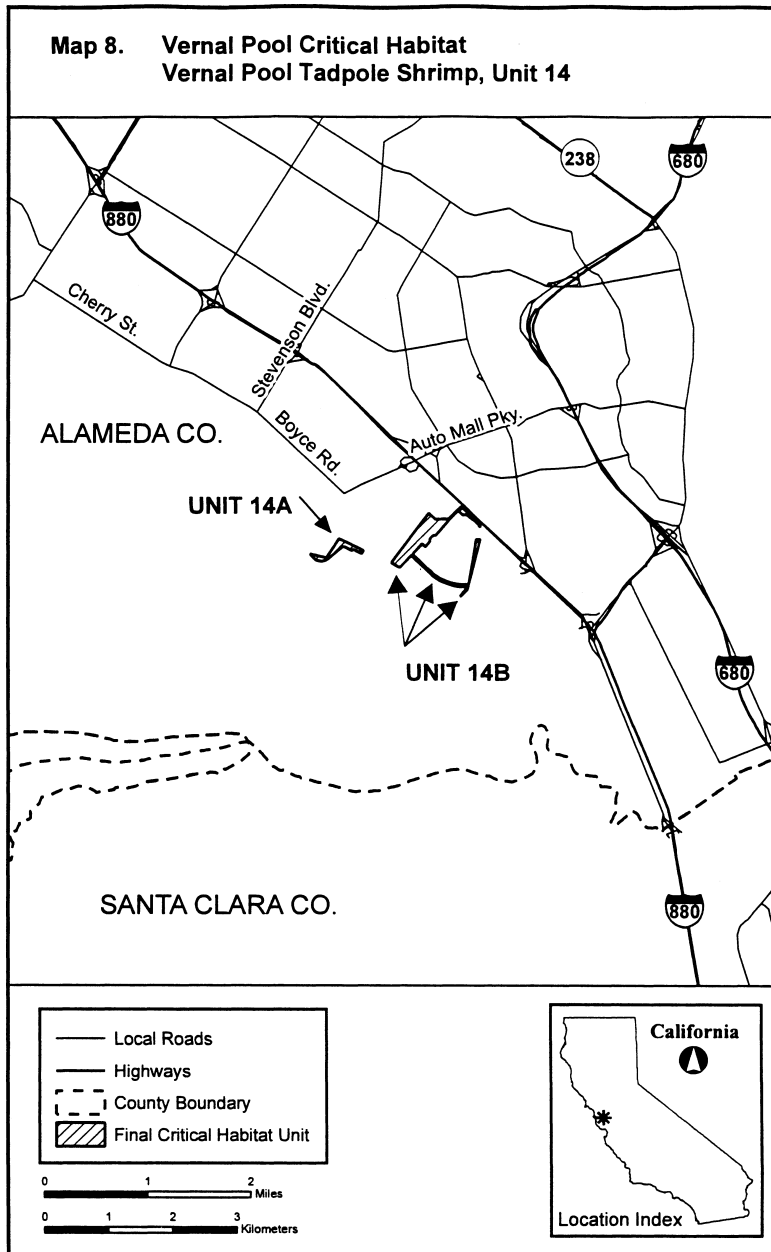 Map 8. Vernal Pool Critical Habitat
Vernal Pool Tadpole Shrimp, Unit 14
238
680
880
Cherry St.
Stevenson Blvd.
Boyce Rd.
Auto Mall Pky.
ALAMEDA CO.
UNIT 14A
UNIT 14B
680
SANTA CLARA CO.
880
Local Roads
Highways
County Boundary
Final Critical Habitat Unit
0 1 2
Miles
0 1 2 3
Kilometers
California
Location Index